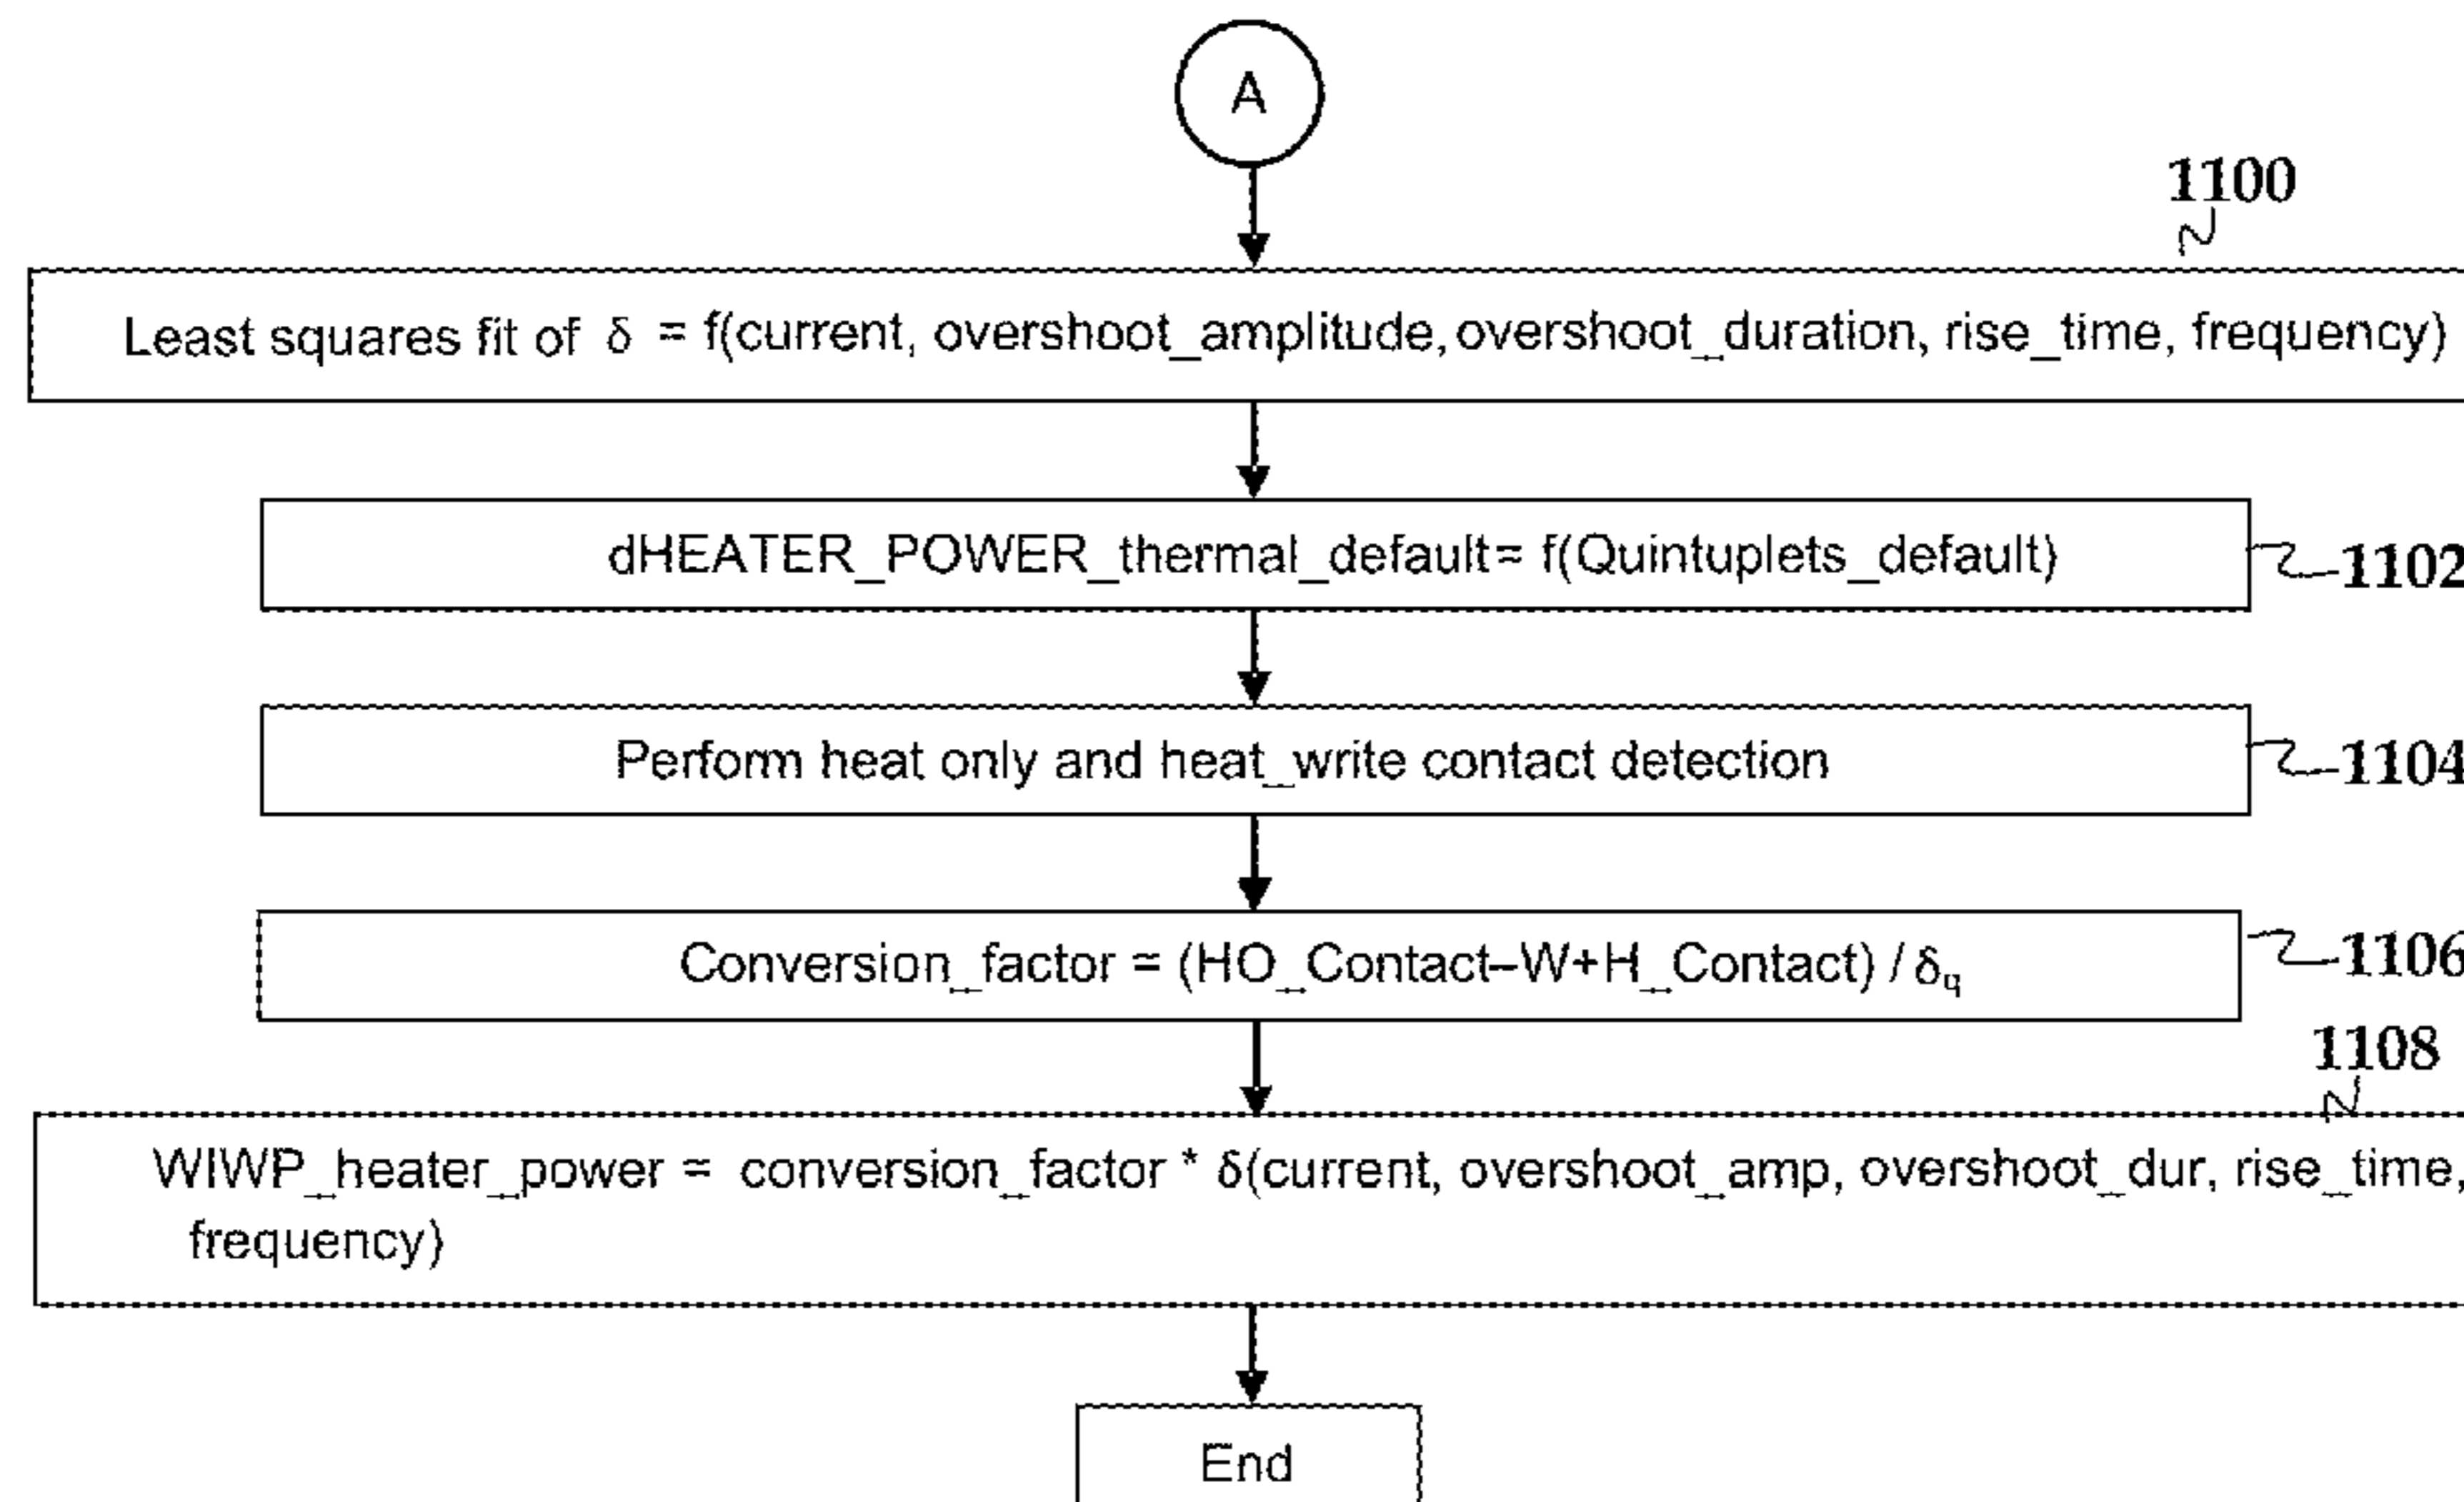 A
1100
Least squares fit of δ = f(current, overshoot_amplitude, overshoot_duration, rise_time, frequency)
dHEATER_POWER_thermal_default= f(Quintuplets_default)
1102
Perform heat only and heat_write contact detection
1104
Conversion_factor = (HO_Contact–W+H_Contact) / δq
1106
1108
WIWP_heater_power = conversion_factor * δ(current, overshoot_amp, overshoot_dur, rise_time,
frequency)
End